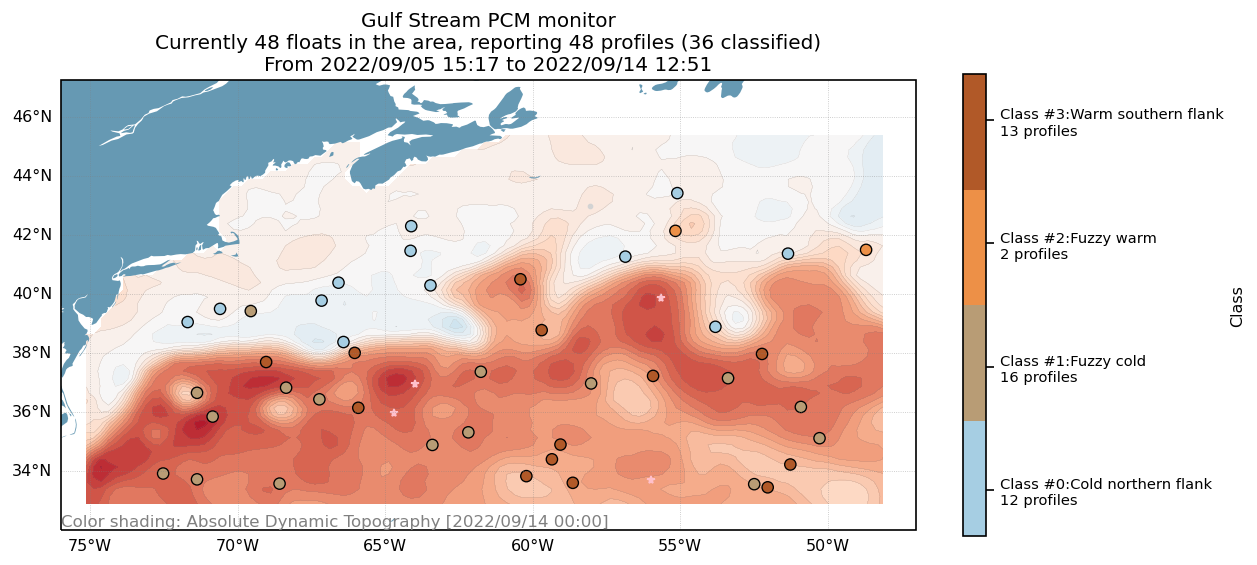 Gulf Stream PCM monitor
Currently 48 floats in the area, reporting 48 profiles (36 classified)
From 2022/09/05 15:17 to 2022/09/14 12:51
46°N
44°N
42°N
40°N
38°N
36°N
34°N
Color shading: Absolute Dynamic Topography [2022/09/14 00:00]
75°W
70°W
65°W
60°W
55°W
50°W
Class #3:Warm southern flank
13 profiles
Class #2:Fuzzy warm
2 profiles
Class #1:Fuzzy cold
16 profiles
Class #0:Cold northern flank
12 profiles
Class